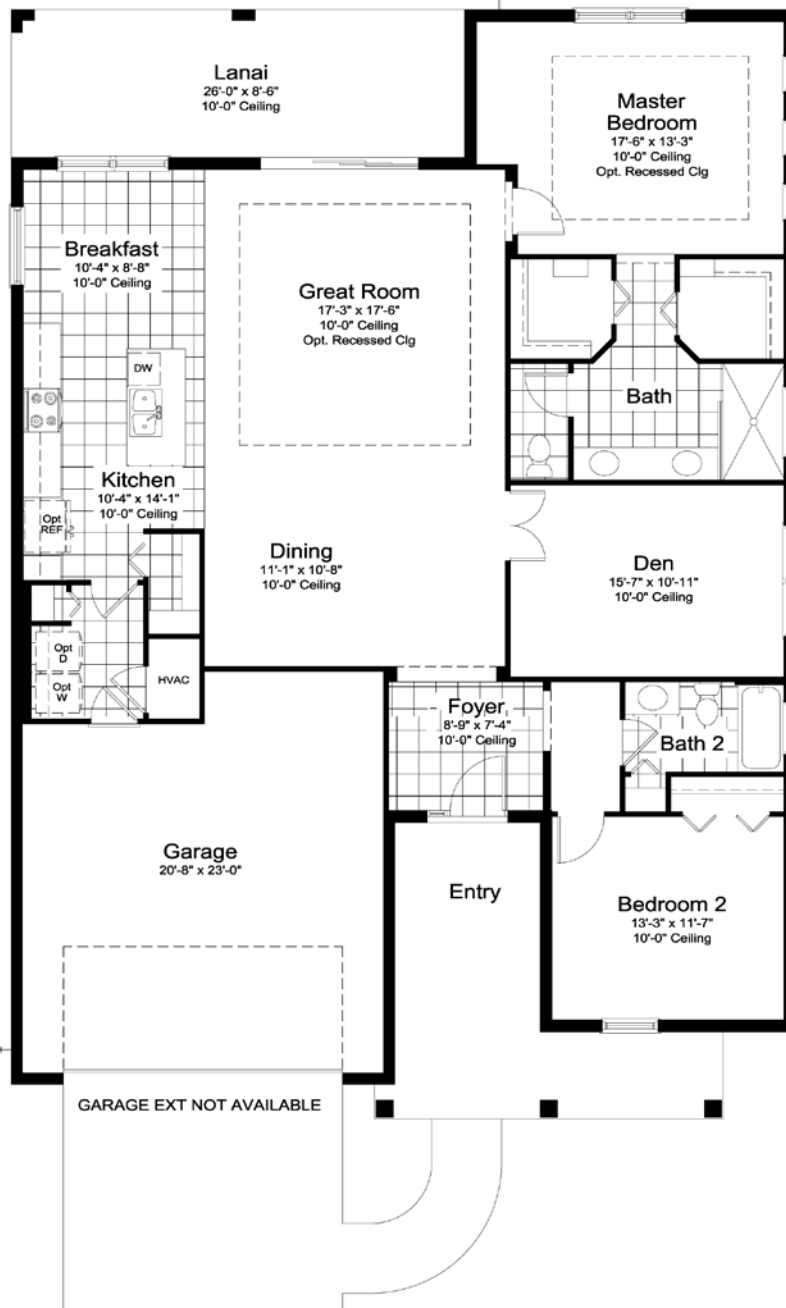 Lanai
26'-0" x 8'-6"
10'-0" Ceiling
Master
Bedroom
17'-6" x 13'-3"
10'-0" Ceiling
Opt. Recessed Clg
Breakfast
10'-4" x 8'-8"
10'-0" Ceiling
Great Room
17'-3" x 17'-6"
10'-0" Ceiling
Opt. Recessed Clg
DW
Bath
Kitchen
10'-4" x 14'-1"
10'-0" Ceiling
Opt
REF
Dining
11'-1" x 10'-8"
10'-0" Ceiling
Den
15'-7" x 10'-11"
10'-0" Ceiling
Opt
D
Opt
W
HVAC
Foyer
8'-9" x 7'-4"
10'-0" Ceiling
Bath 2
Garage
20'-8" x 23'-0"
Entry
Bedroom 2
13'-3" x 11'-7"
10'-0" Ceiling
GARAGE EXT NOT AVAILABLE